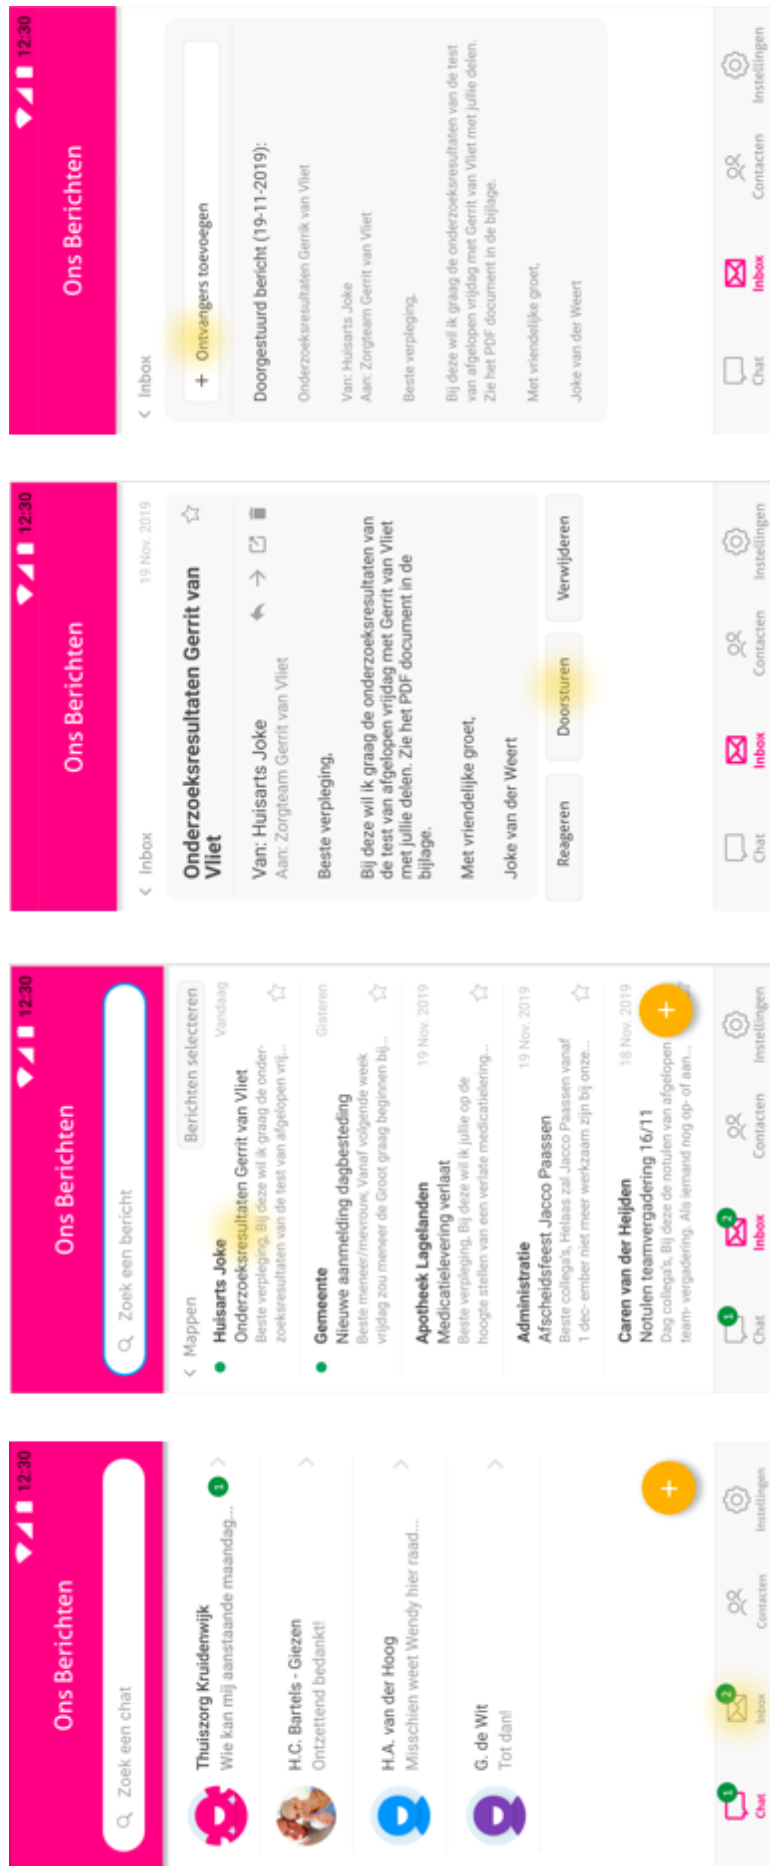 12:30
Ons Berichten
Zoek een chat
Thuiszorg Kruidenwijk
Wie kan mij aanstaande maandag...
1
H.C. Bartels - Giezen
Ontzettend bedankt!
H.A. van der Hoog
Misschien weet Wendy hier raad...
G. de Wit
Tot dan!
+
1
2
Chat
Inbox
Contacten
Instellingen
12:30
Ons Berichten
Zoek een bericht
< Mappen
Berichten selecteren
Huisarts Joke
Vandaag
Onderzoeksresultaten Gerrit van Vliet
Beste verpleging, Bij deze wil ik graag de onder-
zoeksresultaten van de test van afgelopen vrij...
Gemeente
Gisteren
Nieuwe aanmelding dagbesteding
Beste meneer/mevrouw, Vanaf volgende week
vrijdag zou meneer de Groot graag beginnen bij...
Apotheek Lagelanden
19 Nov. 2019
Medicatielevering verlaat
Beste verpleging, Bij deze wil ik jullie op de
hoogte stellen van een verlate medicatielering...
Administratie
19 Nov. 2019
Afscheidsfeest Jacco Paassen
Beste collega's, Helaas zal Jacco Paassen vanaf
1 dec- ember niet meer werkzaam zijn bij onze...
Caren van der Heijden
18 Nov. 2019
Notulen teamvergadering 16/11
Dag collega's, Bij deze de notulen van afgelopen
team- vergadering. Als iemand nog op- of aan...
+
1
2
Chat
Inbox
Contacten
Instellingen
12:30
Ons Berichten
< Inbox
19 Nov. 2019
Onderzoeksresultaten Gerrit van
Vliet
Van: Huisarts Joke
Aan: Zorgteam Gerrit van Vliet
Beste verpleging,
Bij deze wil ik graag de onderzoeksresultaten van
de test van afgelopen vrijdag met Gerrit van Vliet
met jullie delen. Zie het PDF document in de
bijlage.
Met vriendelijke groet,
Joke van der Weert
Reageren
Doorsturen
Verwijderen
Chat
Inbox
Contacten
Instellingen
12:30
Ons Berichten
< Inbox
+ Ontvangers toevoegen
Doorgestuurd bericht (19-11-2019):
Onderzoeksresultaten Gerrik van Vliet
Van: Huisarts Joke
Aan: Zorgteam Gerrit van Vliet
Beste verpleging,
Bij deze wil ik graag de onderzoeksresultaten van de test
van afgelopen vrijdag met Gerrit van Vliet met jullie delen.
Zie het PDF document in de bijlage.
Met vriendelijke groet,
Joke van der Weert
Chat
Inbox
Contacten
Instellingen